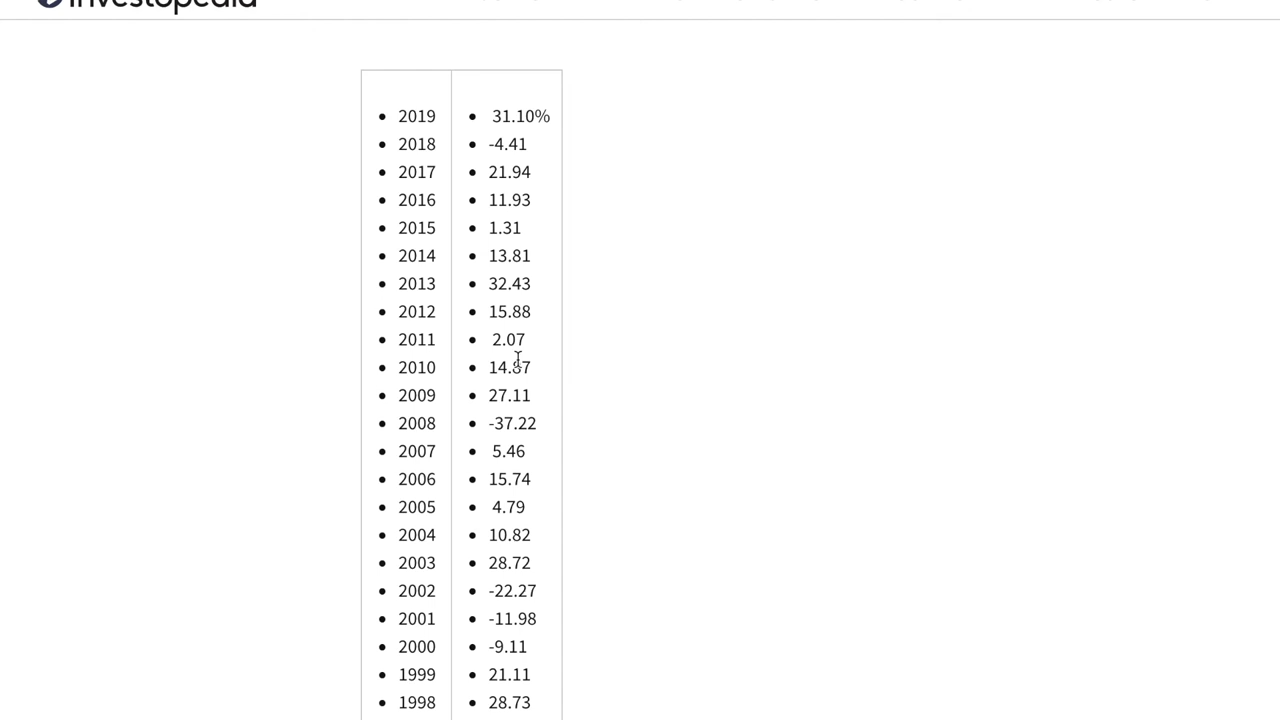 Investopedia
• 2019 • 31.10%
• 2018 • -4.41
• 2017 • 21.94
• 2016 • 11.93
• 2015 • 1.31
• 2014 • 13.81
• 2013 • 32.43
• 2012 • 15.88
• 2011 • 2.07
• 2010 • 14.87
• 2009 • 27.11
• 2008 • -37.22
• 2007 • 5.46
• 2006 • 15.74
• 2005 • 4.79
• 2004 • 10.82
• 2003 • 28.72
• 2002 • -22.27
• 2001 • -11.98
• 2000 • -9.11
• 1999 • 21.11
• 1998 • 28.73